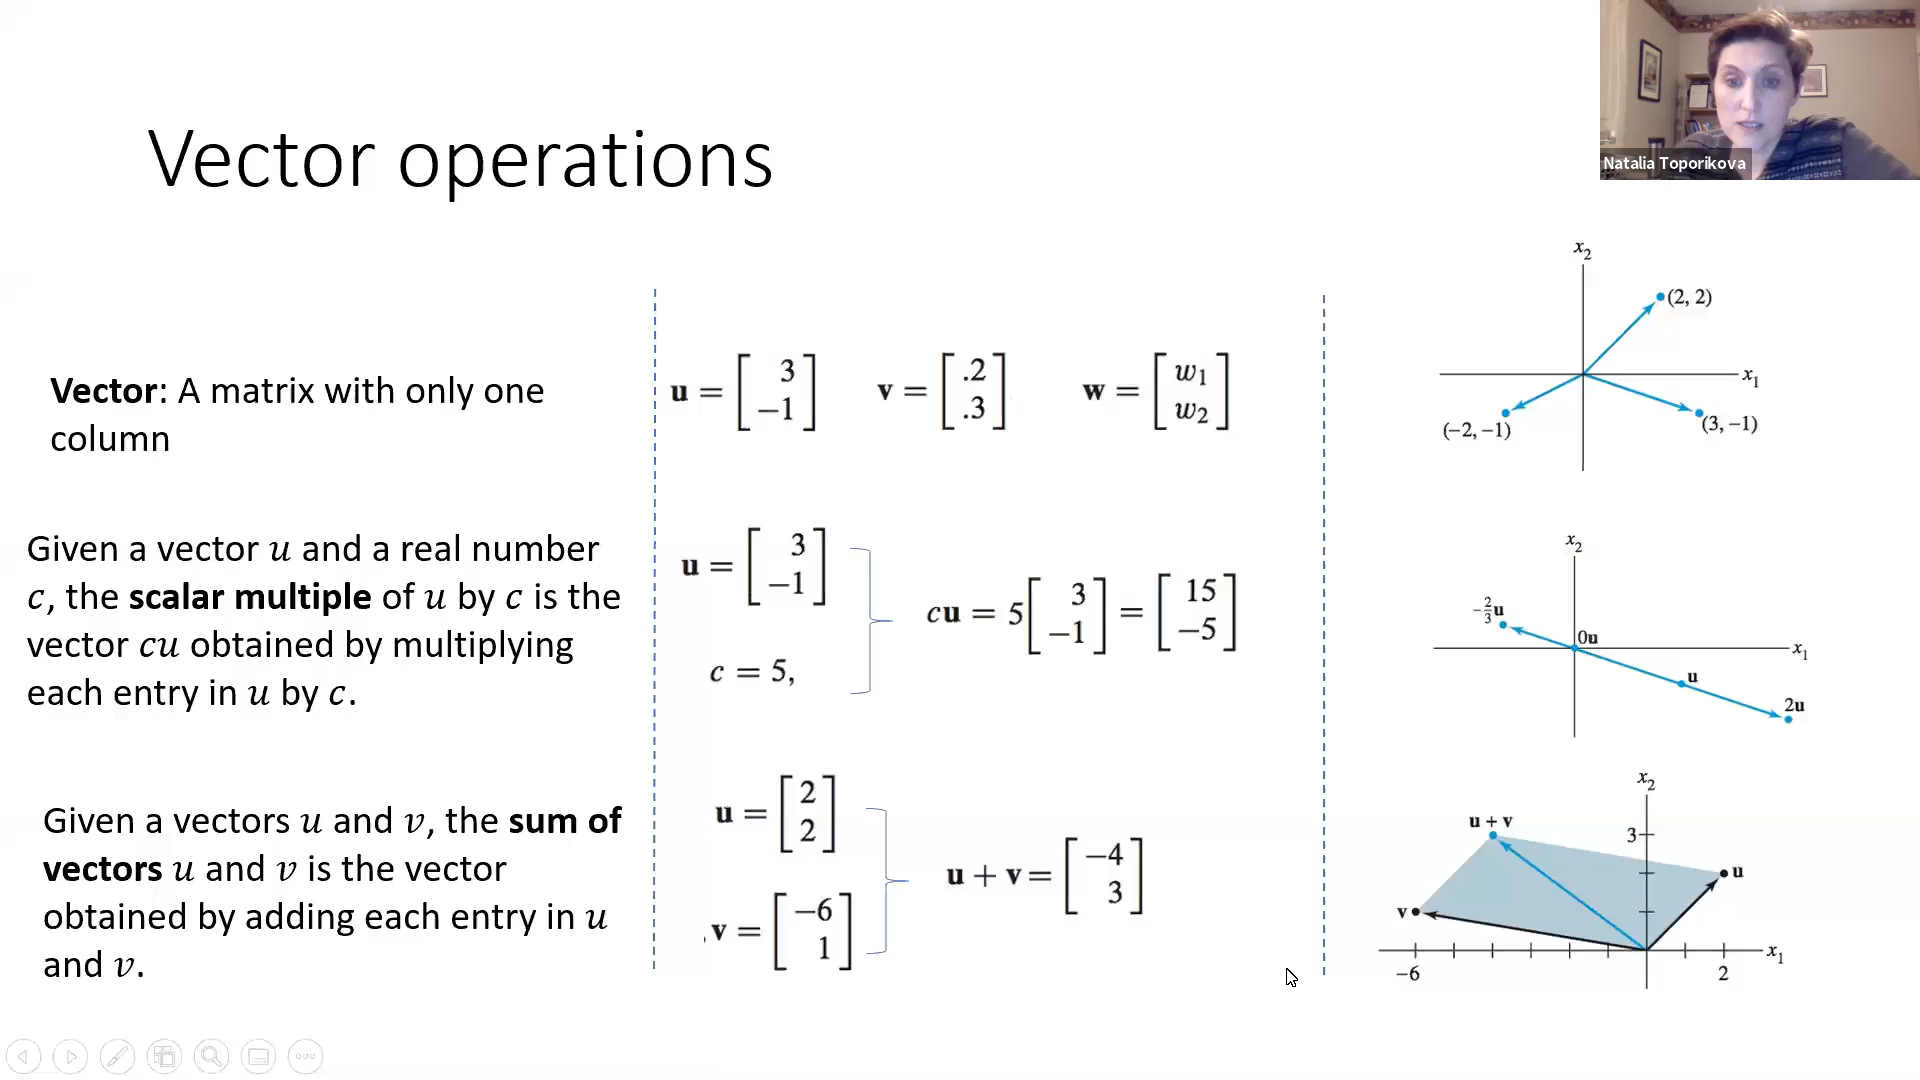 Natalia Toporikova
Vector operations
Vector: A matrix with only one
column
u = [3 −1] v = [.2 .3] w = [w₁ w₂]
x₂
(2, 2)
x₁
(−2, −1)
(3, −1)
Given a vector u and a real number
c, the scalar multiple of u by c is the
vector cu obtained by multiplying
each entry in u by c.
u = [3 −1]
c = 5,
cu = 5[3 −1] = [15 −5]
x₂
−2/3u
0u
x₁
u
2u
Given a vectors u and v, the sum of
vectors u and v is the vector
obtained by adding each entry in u
and v.
u = [2 2]
.v = [−6 1]
u + v = [−4 3]
x₂
u + v
3
u
v
x₁
−6
2